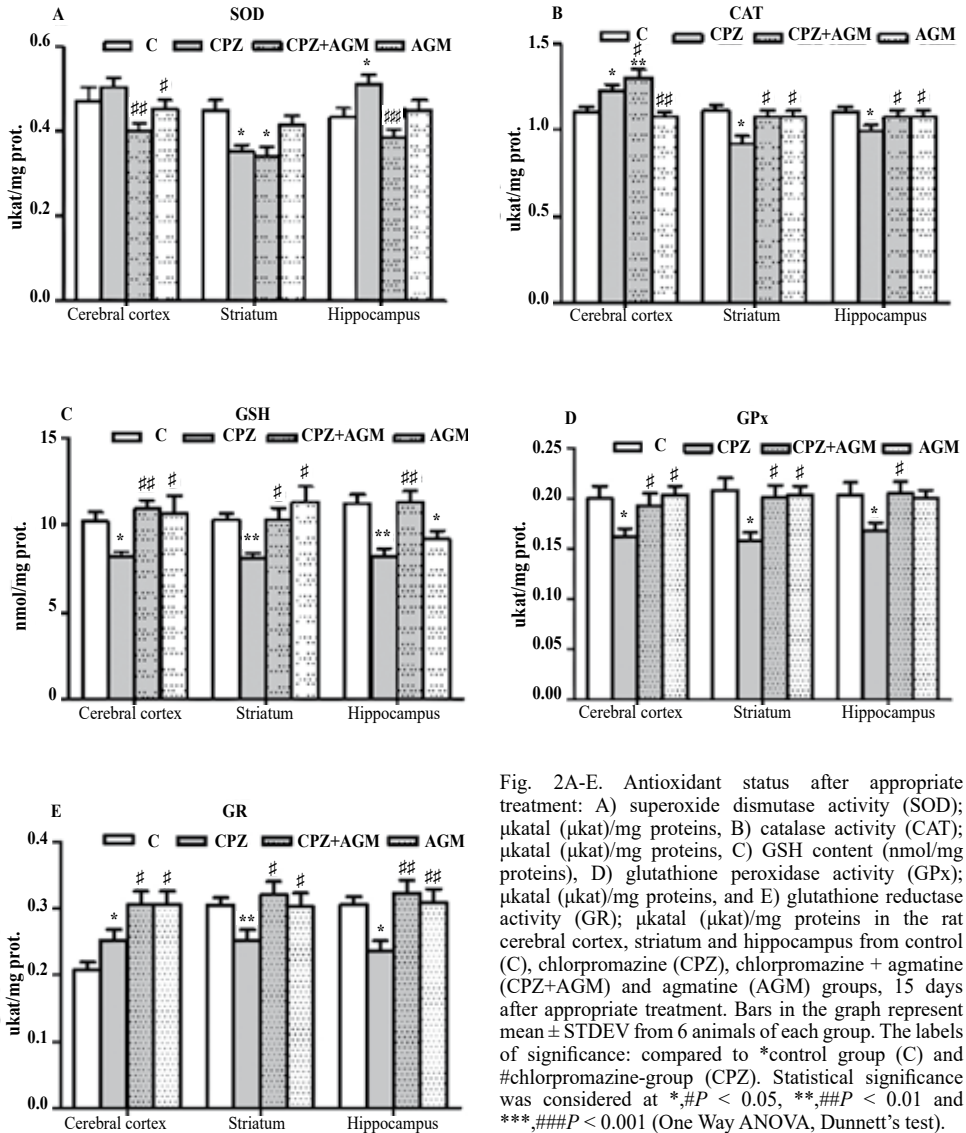 A SOD
C CPZ CPZ+AGM AGM
ukat/mg prot.
0.6
0.4
0.2
0.0
♯♯ ♯
* *
* ♯♯♯
Cerebral cortex Striatum Hippocampus
B CAT
C CPZ CPZ+AGM AGM
ukat/mg prot.
1.5
1.0
0.5
0.0
* ♯ ** ♯♯
* ♯ ♯
* ♯ ♯
Cerebral cortex Striatum Hippocampus
C GSH
C CPZ CPZ+AGM AGM
nmol/mg prot.
15
10
5
0
* ♯♯ ♯
** ♯ ♯
** ♯♯ *
Cerebral cortex Striatum Hippocampus
D GPx
C CPZ CPZ+AGM AGM
ukat/mg prot.
0.25
0.20
0.15
0.10
0.05
0.00
* ♯ ♯
* ♯ ♯
* ♯
Cerebral cortex Striatum Hippocampus
E GR
C CPZ CPZ+AGM AGM
ukat/mg prot.
0.4
0.3
0.2
0.0
* ♯ ♯
** ♯ ♯
* ♯♯ ♯♯
Cerebral cortex Striatum Hippocampus
Fig. 2A-E. Antioxidant status after appropriate
treatment: A) superoxide dismutase activity (SOD);
μkatal (μkat)/mg proteins, B) catalase activity (CAT);
μkatal (μkat)/mg proteins, C) GSH content (nmol/mg
proteins), D) glutathione peroxidase activity (GPx);
μkatal (μkat)/mg proteins, and E) glutathione reductase
activity (GR); μkatal (μkat)/mg proteins in the rat
cerebral cortex, striatum and hippocampus from control
(C), chlorpromazine (CPZ), chlorpromazine + agmatine
(CPZ+AGM) and agmatine (AGM) groups, 15 days
after appropriate treatment. Bars in the graph represent
mean ± STDEV from 6 animals of each group. The labels
of significance: compared to *control group (C) and
#chlorpromazine-group (CPZ). Statistical significance
was considered at *,#P < 0.05, **,##P < 0.01 and
***,###P < 0.001 (One Way ANOVA, Dunnett’s test).